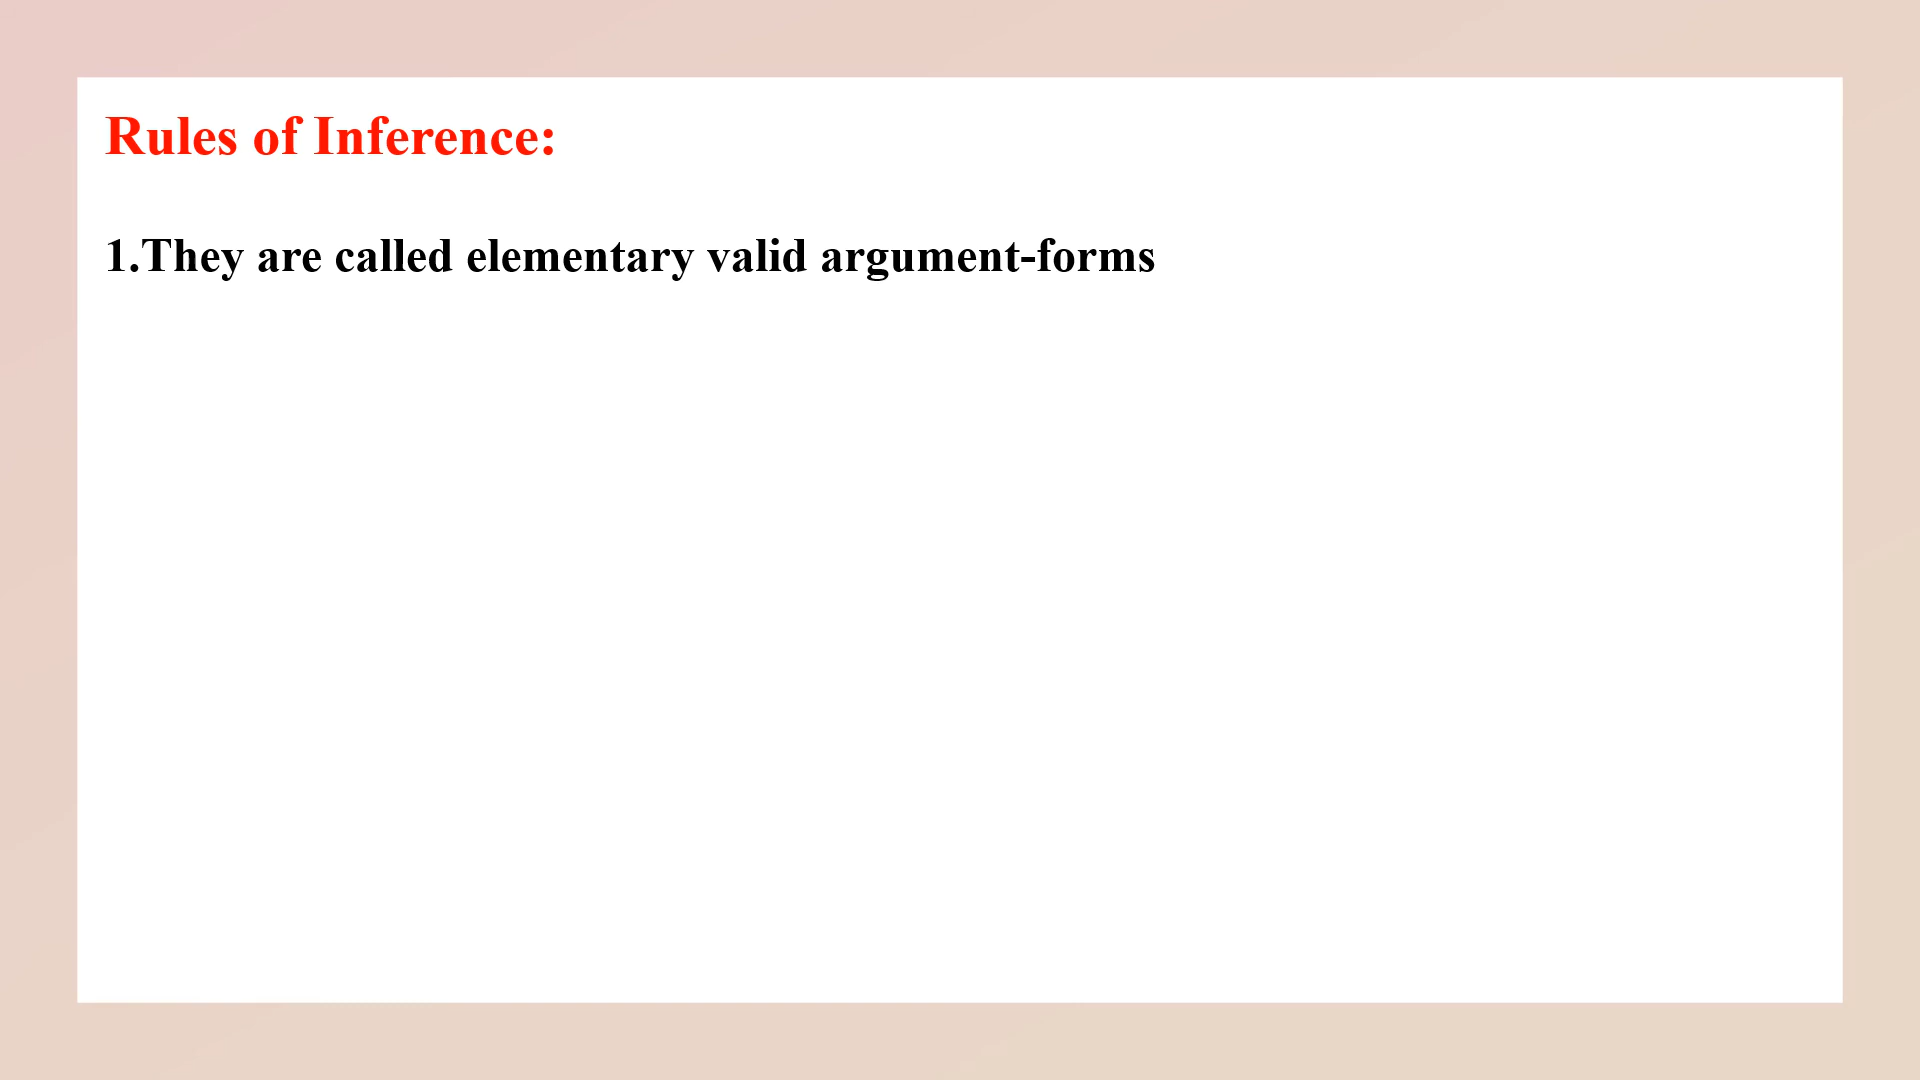 Rules of Inference:
1.They are called elementary valid argument-forms